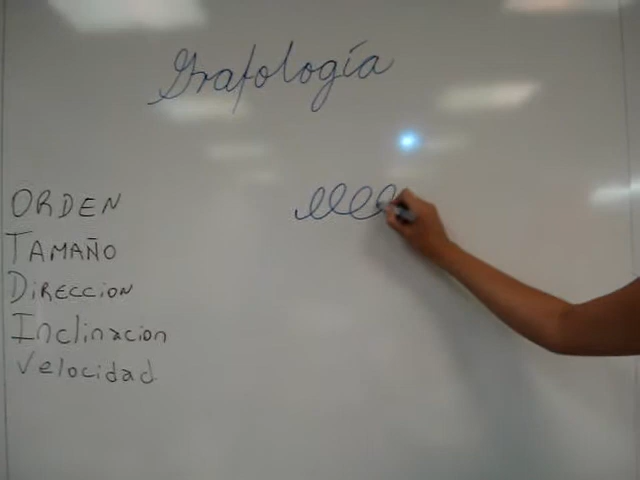 Grafología
ORDEN
TAMAÑO
DiRECCION
Inclinacion
Velocidad